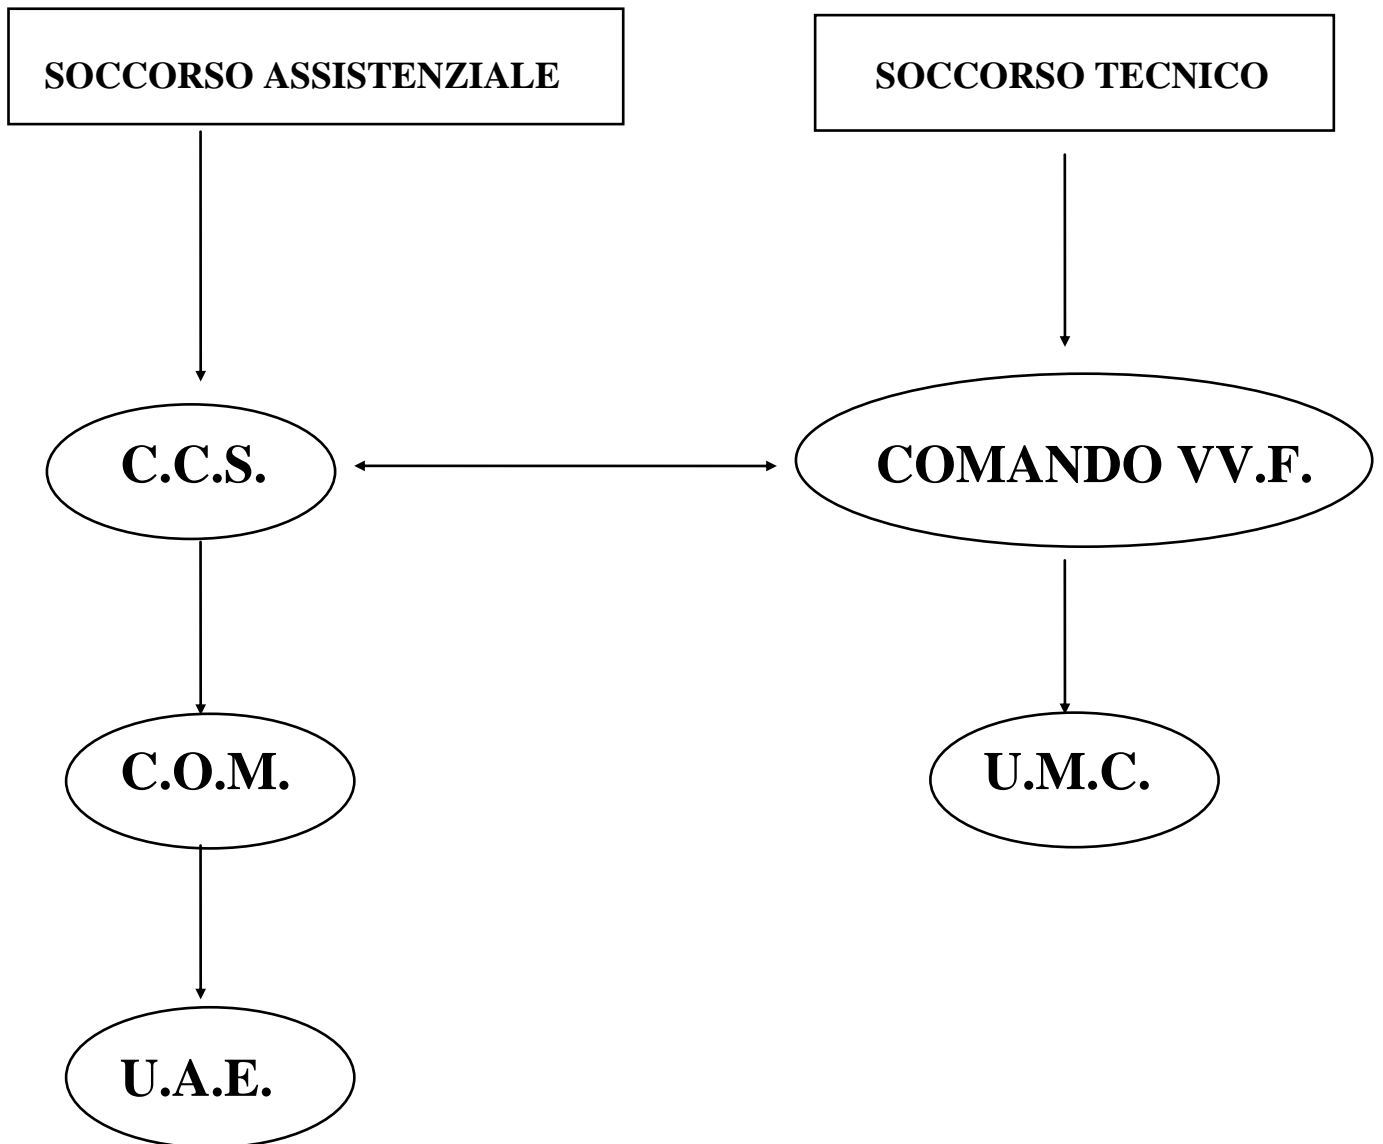 SOCCORSO ASSISTENZIALE
SOCCORSO TECNICO
C.C.S.
COMANDO VV.F.
C.O.M.
U.M.C.
U.A.E.